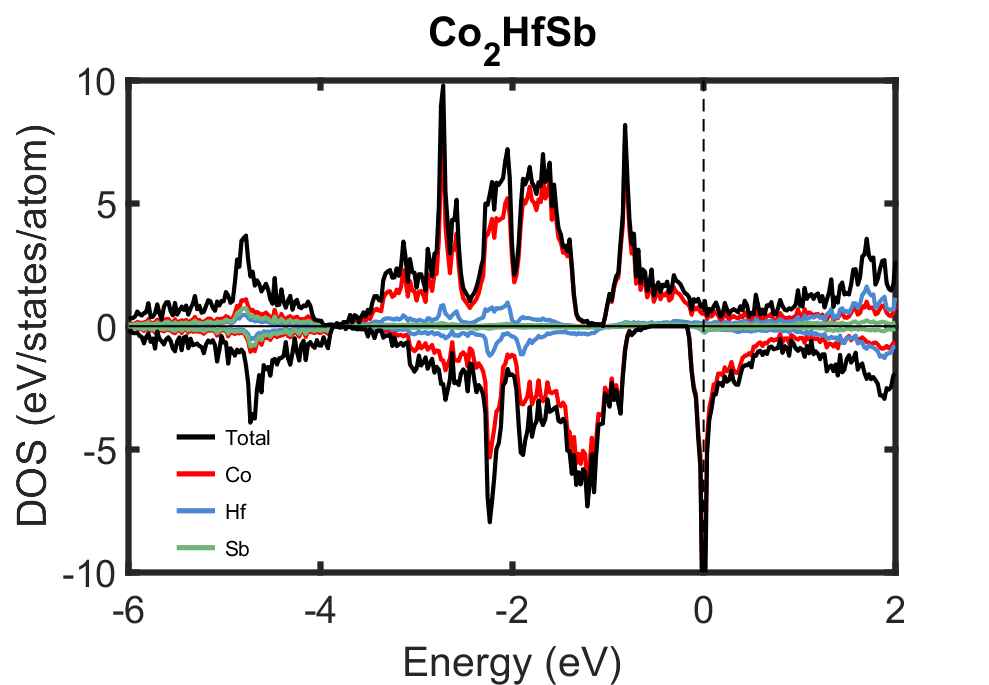 Co₂HfSb
DOS (eV/states/atom)
10
5
0
-5
-10
Total
Co
Hf
Sb
-6 -4 -2 0 2
Energy (eV)